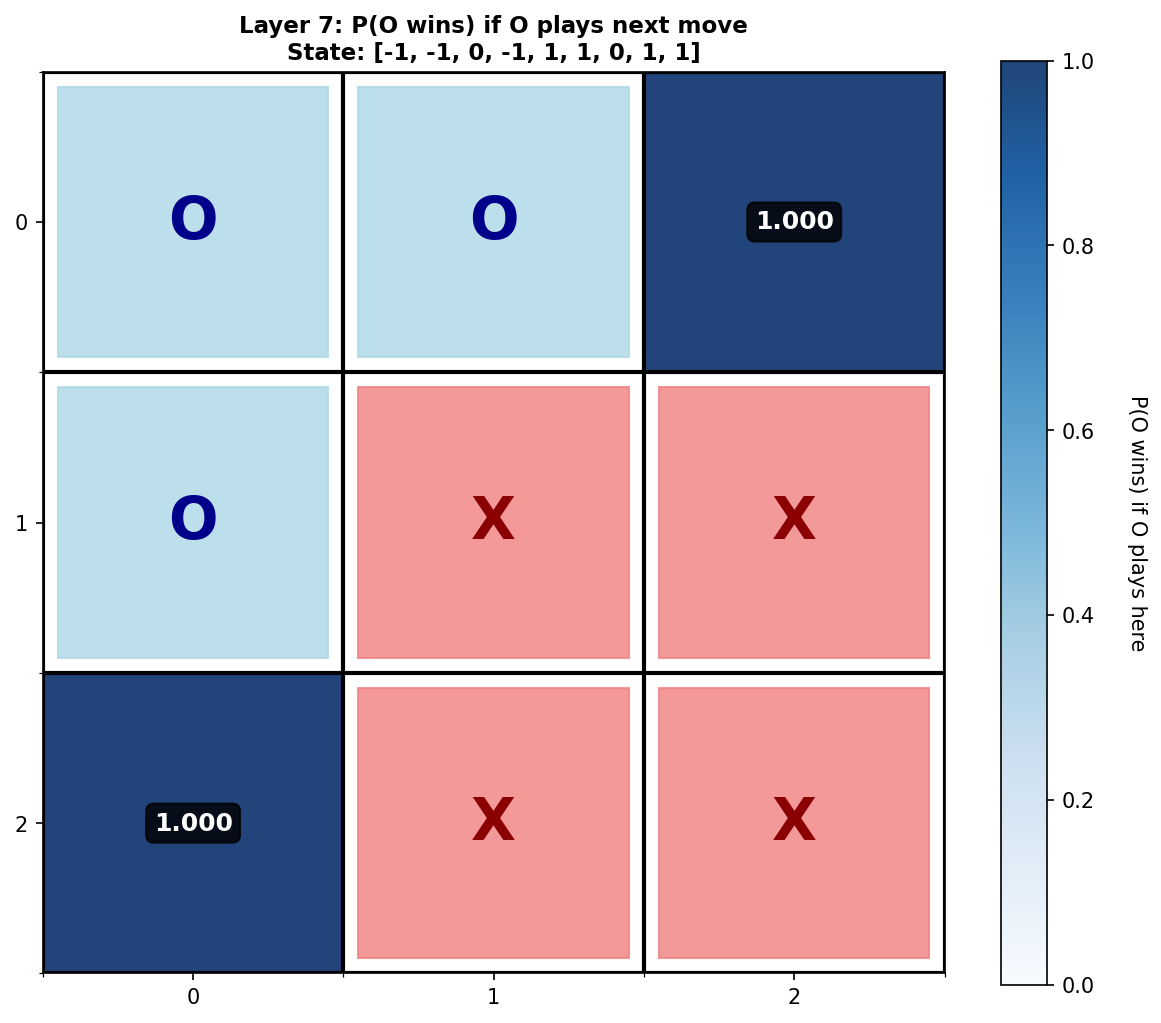 Layer 7: P(O wins) if O plays next move
State: [-1, -1, 0, -1, 1, 1, 0, 1, 1]
0
O
O
1.000
1
O
X
X
2
1.000
X
X
0
1
2
1.0
0.8
0.6
0.4
0.2
0.0
P(O wins) if O plays here